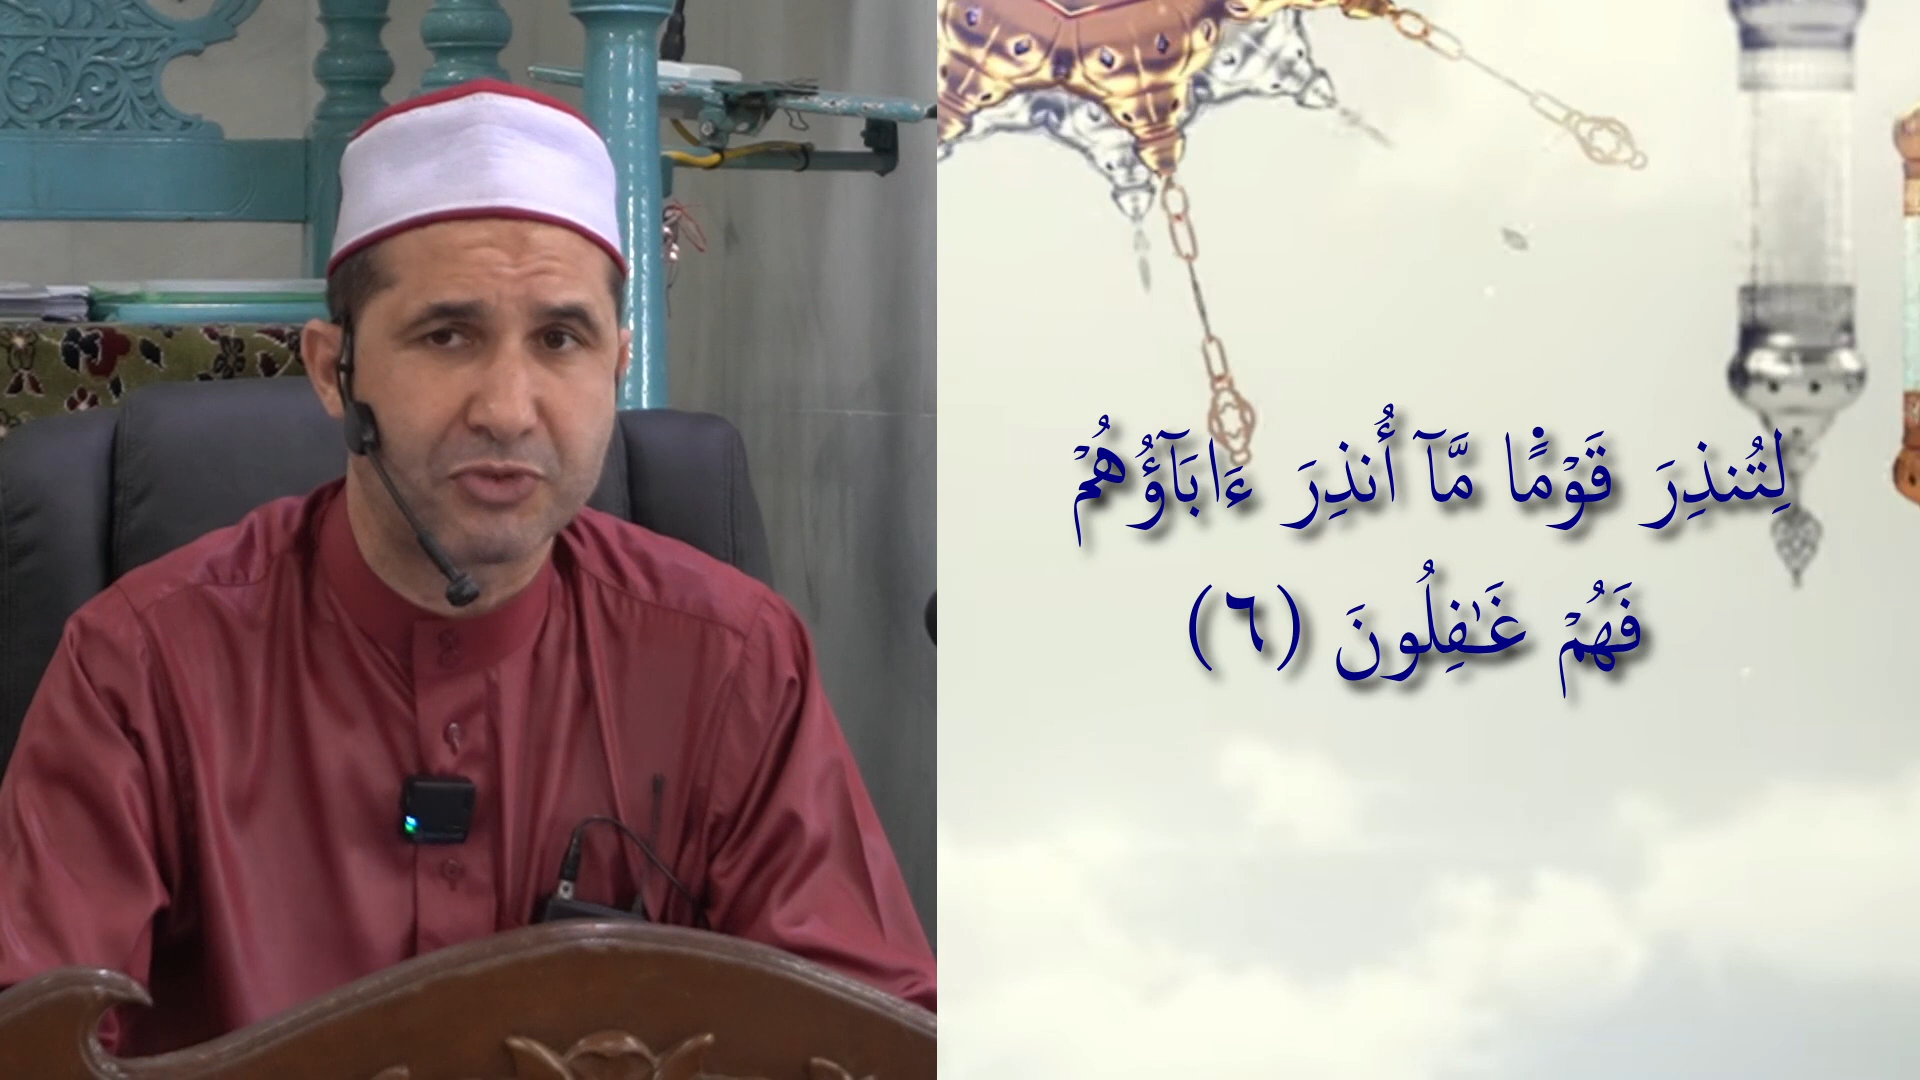 لِتُنذِرَ قَوْمًا مَّآ أُنذِرَ ءَابَآؤُهُمْ
فَهُمْ غَـٰفِلُونَ (٦)